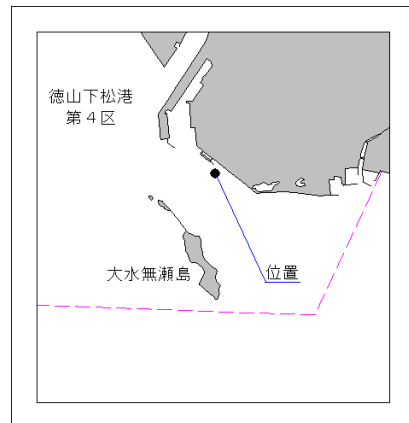 徳山下松港
第４区
大水無瀬島
位置